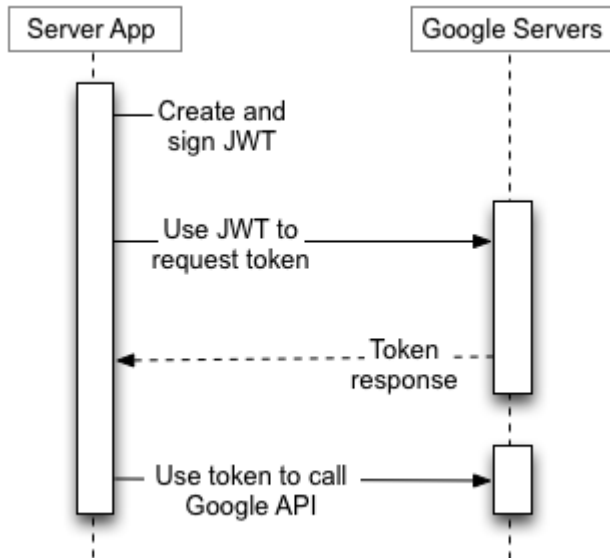 Server App
Google Servers
Create and
sign JWT
Use JWT to
request token
Token
response
Use token to call
Google API